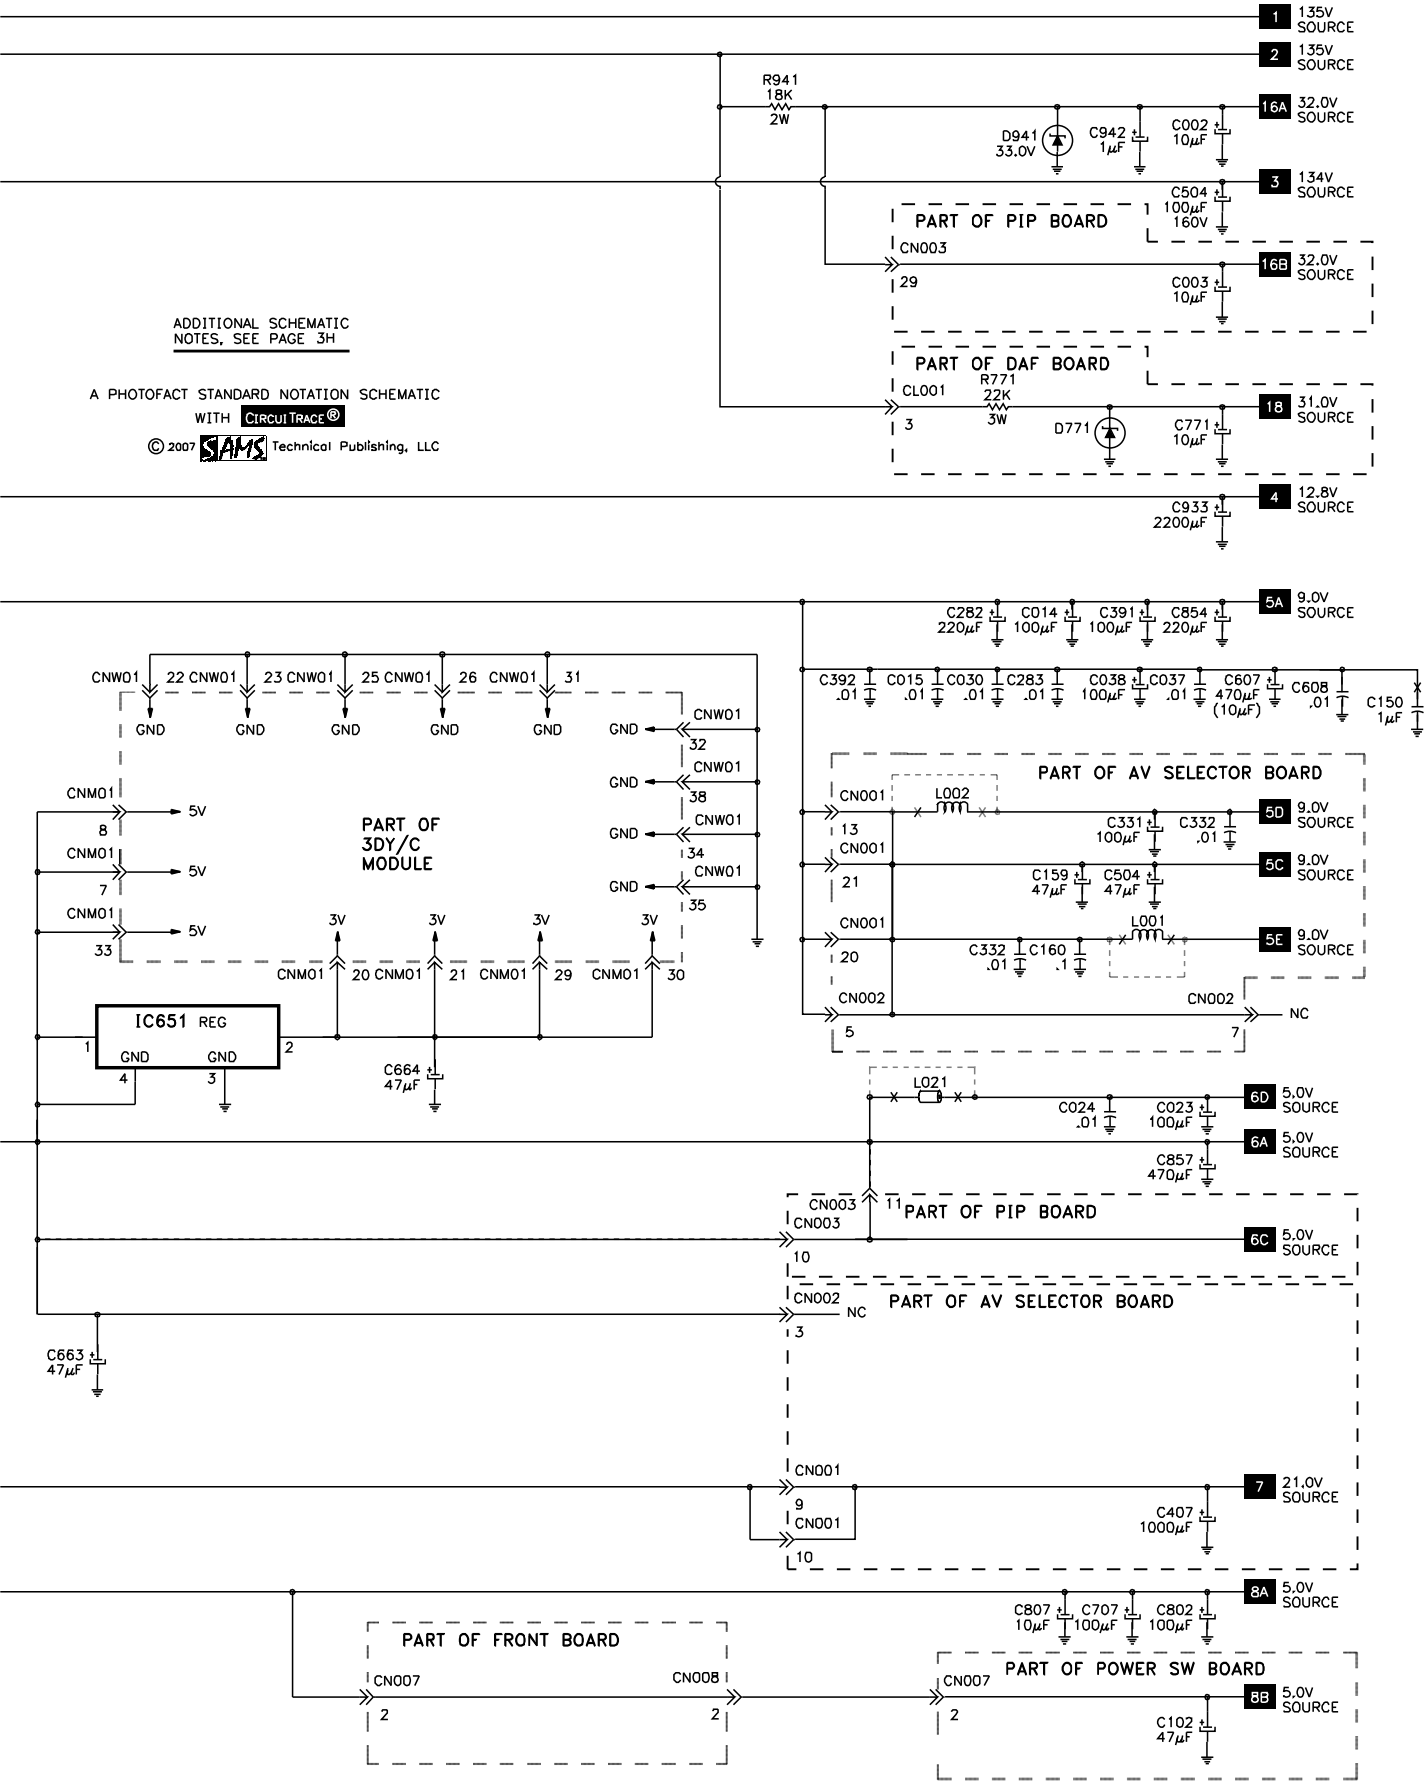 1 135V
SOURCE
2 135V
SOURCE
R941
18K
2W
16A 32.0V
SOURCE
D941
33.0V
C942
1µF
C002
10µF
3 134V
SOURCE
C504
100µF
160V
PART OF PIP BOARD
CN003
29
16B 32.0V
SOURCE
C003
10µF
ADDITIONAL SCHEMATIC
NOTES, SEE PAGE 3H
A PHOTOFACT STANDARD NOTATION SCHEMATIC
WITH CIRCUITRACE®
© 2007 SAMS Technical Publishing, LLC
PART OF DAF BOARD
CL001
3
R771
22K
3W
D771
C771
10µF
18 31.0V
SOURCE
4 12.8V
SOURCE
C933
2200µF
5A 9.0V
SOURCE
C282
220µF
C014
100µF
C391
100µF
C854
220µF
C392
.01
C015
.01
C030
.01
C283
.01
C038
100µF
C037
.01
C607
470µF
(10µF)
C608
.01
C150
1µF
CNW01 22 CNW01 23 CNW01 25 CNW01 26 CNW01 31
GND GND GND GND GND
GND CNW01
32
GND CNW01
38
GND CNW01
34
GND CNW01
35
CNM01
8
5V
CNM01
7
5V
CNM01
33
5V
PART OF
3DY/C
MODULE
3V 3V 3V 3V
CNM01 20 CNM01 21 CNM01 29 CNM01 30
IC651 REG
1 2
GND GND
4 3
C664
47µF
PART OF AV SELECTOR BOARD
CN001
13
L002
C331
100µF
C332
.01
5D 9.0V
SOURCE
CN001
21
C159
47µF
C504
47µF
5C 9.0V
SOURCE
CN001
20
C332
.01
C160
.1
L001
5E 9.0V
SOURCE
CN002
5
CN002
7
NC
L021
C024
.01
C023
100µF
6D 5.0V
SOURCE
6A 5.0V
SOURCE
C857
470µF
CN003 11
PART OF PIP BOARD
CN003
10
6C 5.0V
SOURCE
CN002
3
NC
PART OF AV SELECTOR BOARD
C663
47µF
CN001
9
CN001
10
7 21.0V
SOURCE
C407
1000µF
8A 5.0V
SOURCE
C807
10µF
C707
100µF
C802
100µF
PART OF FRONT BOARD
CN007
2
CN008
2
PART OF POWER SW BOARD
CN007
2
8B 5.0V
SOURCE
C102
47µF